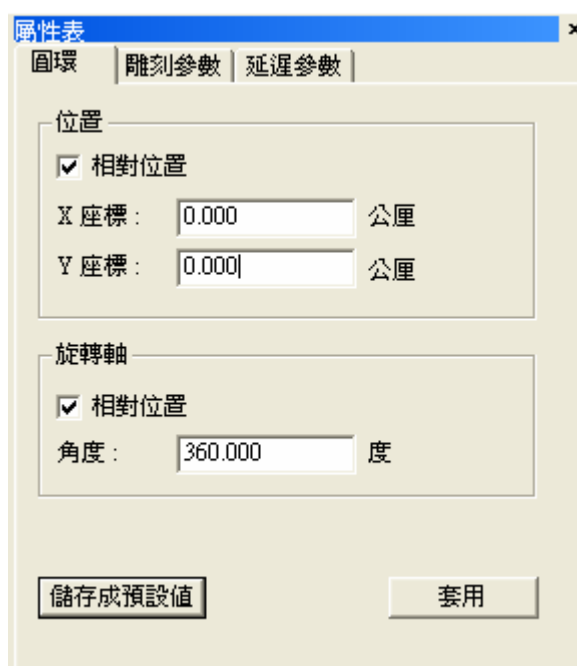 屬性表
圓環 雕刻參數 延遲參數
位置
相對位置
X 座標 : 0.000 公厘
Y 座標 : 0.000 公厘
旋轉軸
相對位置
角度 : 360.000 度
儲存成預設值 套用